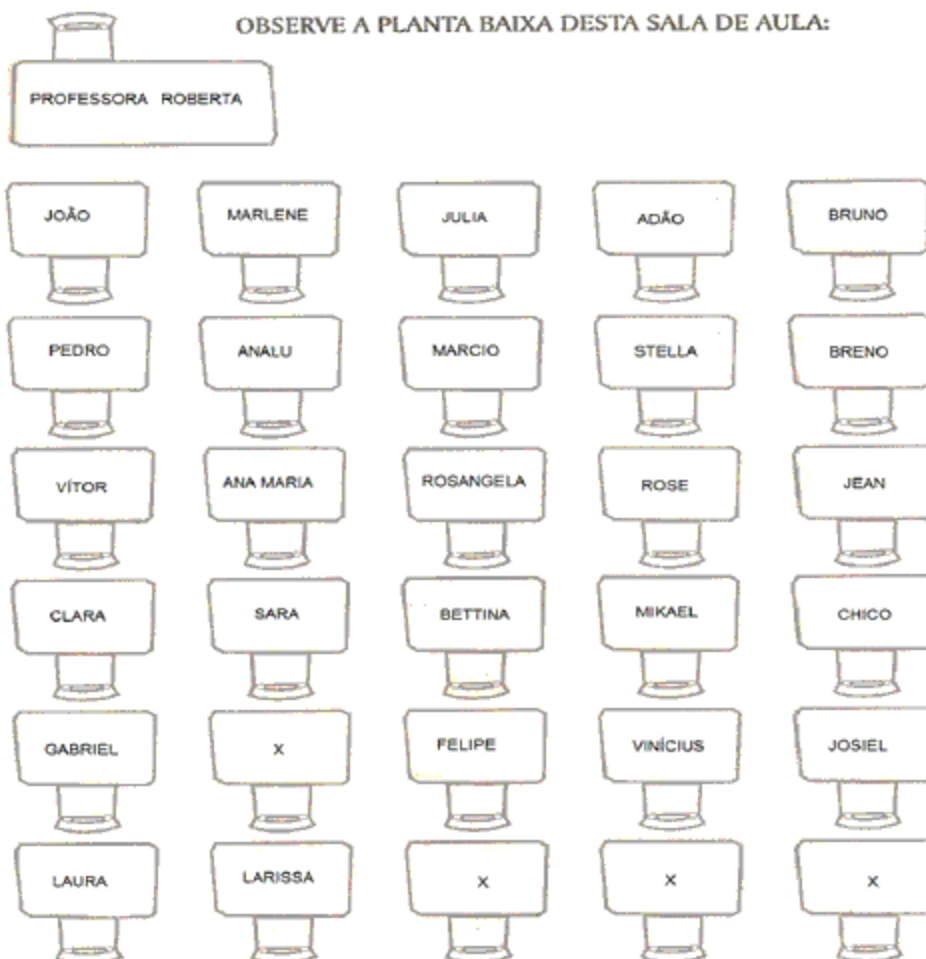 OBSERVE A PLANTA BAIXA DESTA SALA DE AULA:
PROFESSORA ROBERTA
JOÃO MARLENE JULIA ADÃO BRUNO
PEDRO ANALU MARCIO STELLA BRENO
VÍTOR ANA MARIA ROSANGELA ROSE JEAN
CLARA SARA BETTINA MIKAEL CHICO
GABRIEL X FELIPE VINÍCIUS JOSIEL
LAURA LARISSA X X X